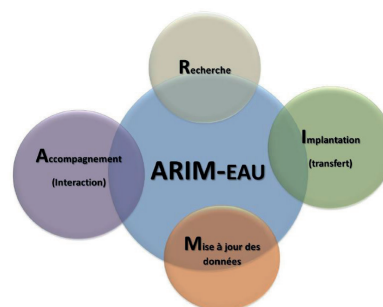 Recherche
Accompagnement
(Interaction)
ARIM-EAU
Implantation
(transfert)
Mise à jour des
données